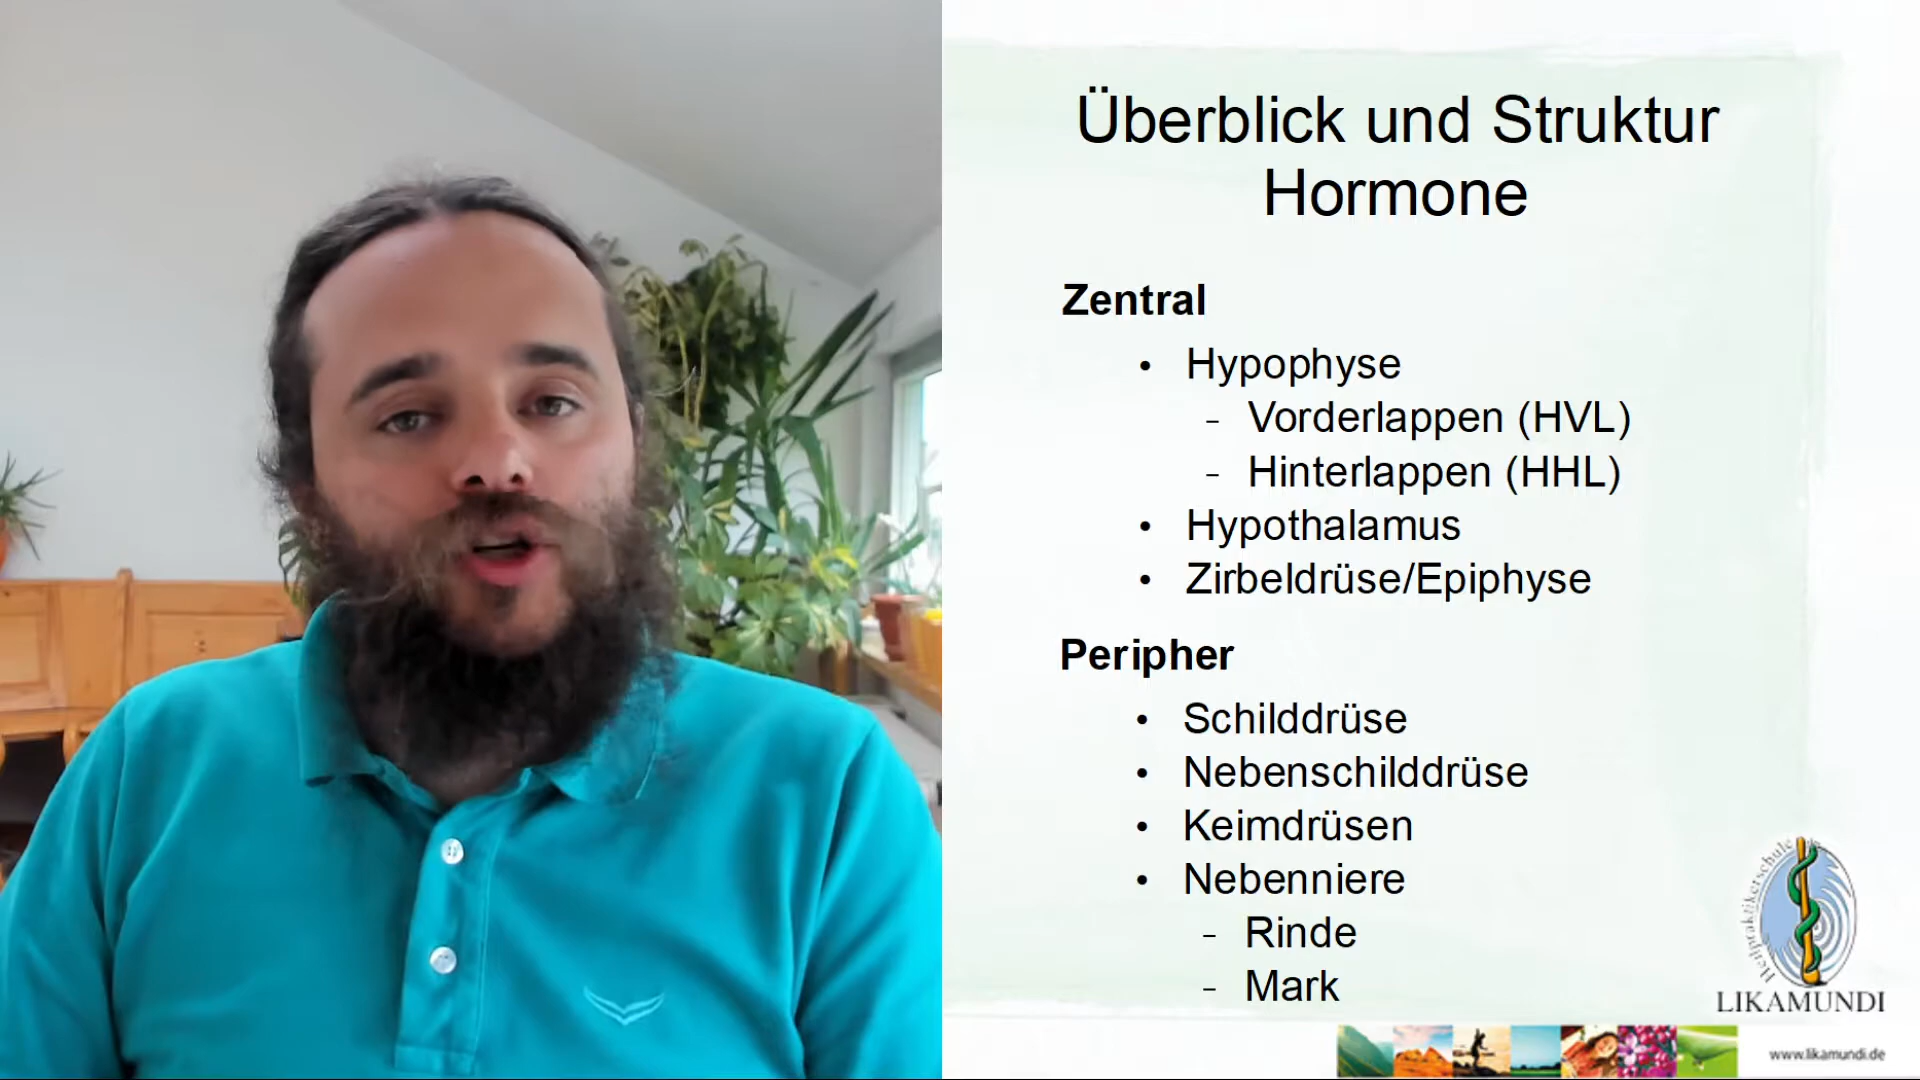 Überblick und Struktur
Hormone
Zentral
• Hypophyse
- Vorderlappen (HVL)
- Hinterlappen (HHL)
• Hypothalamus
• Zirbeldrüse/Epiphyse
Peripher
• Schilddrüse
• Nebenschilddrüse
• Keimdrüsen
• Nebenniere
- Rinde
- Mark
Heilpraktikerschule
LIKAMUNDI
www.likamundi.de